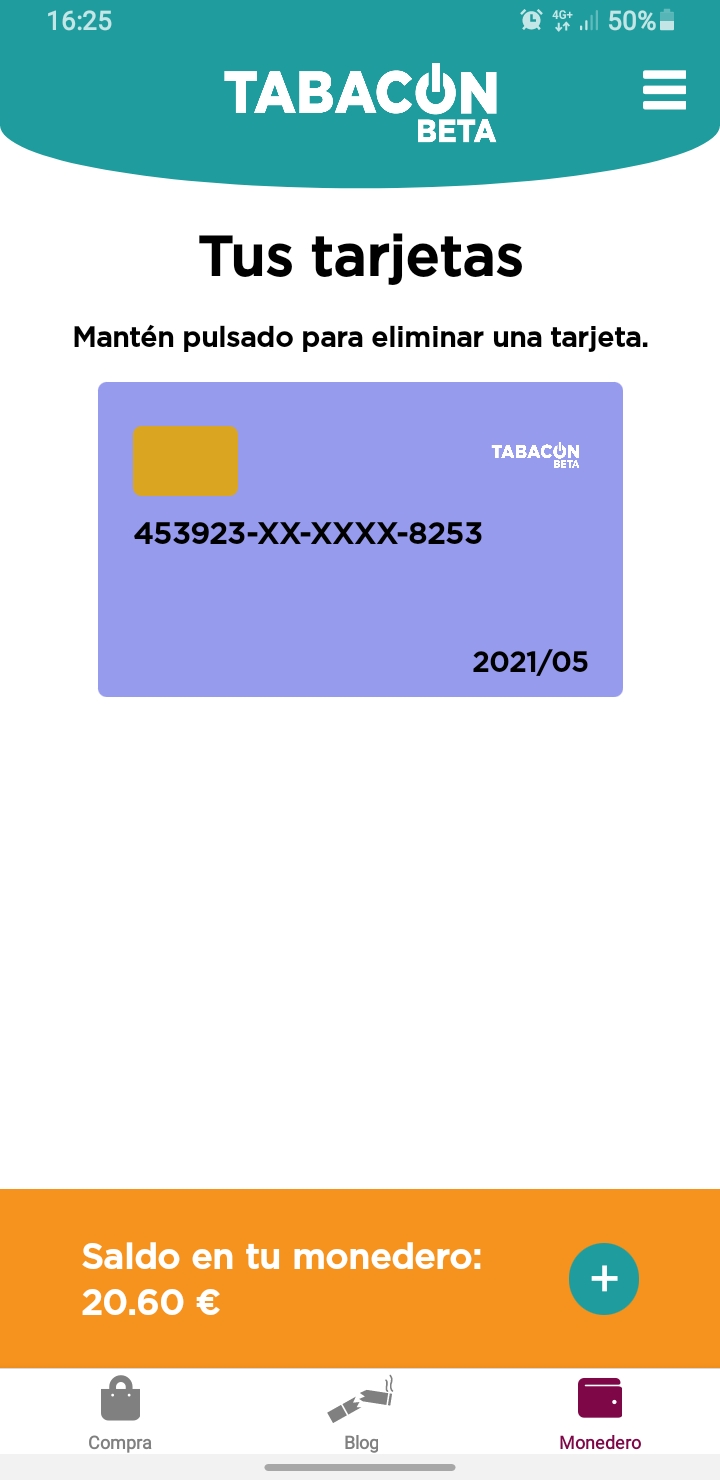 16:25
4G+
50%
TABACON
BETA
Tus tarjetas
Mantén pulsado para eliminar una tarjeta.
TABACON
BETA
453923-XX-XXXX-8253
2021/05
Saldo en tu monedero:
20.60 €
Compra
Blog
Monedero